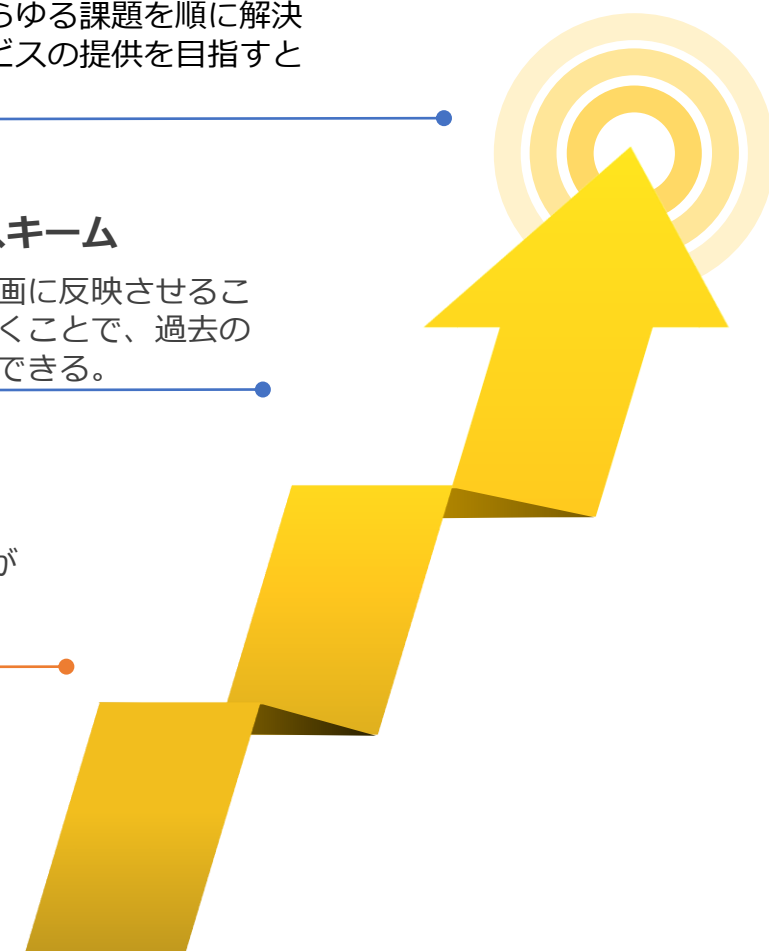 らゆる課題を順に解決
ビスの提供を目指すと
スキーム
画に反映させるこ
くことで、過去の
できる。
が